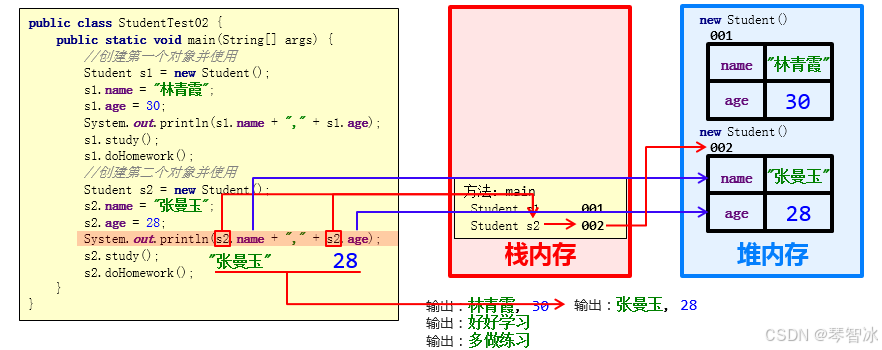 public class StudentTest02 {
public static void main(String[] args) {
//创建第一个对象并使用
Student s1 = new Student();
s1.name = "林青霞";
s1.age = 30;
System.out.println(s1.name + "," + s1.age);
s1.study();
s1.doHomework();
//创建第二个对象并使用
Student s2 = new Student();
s2.name = "张曼玉";
s2.age = 28;
System.out.println(s2.name + "," + s2.age);
s2.study();
s2.doHomework();
}
}
"张曼玉" 28
方法：main
Student s1 001
Student s2 002
栈内存
new Student()
001
name "林青霞"
age 30
new Student()
002
name "张曼玉"
age 28
堆内存
输出：林青霞, 30
输出：好好学习
输出：多做练习
输出：张曼玉, 28
CSDN @琴智冰